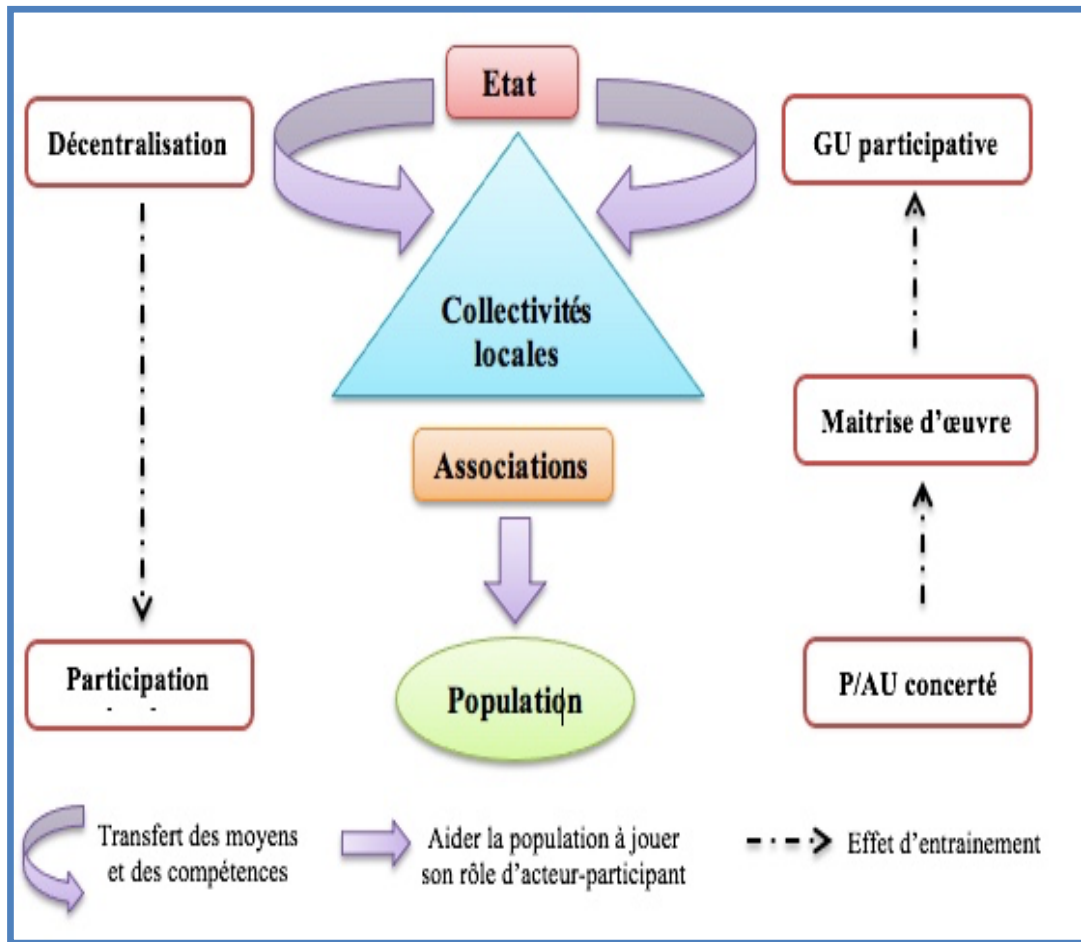 Etat
Décentralisation
GU participative
Collectivités
locales
Maitrise d'œuvre
Associations
Participation
Population
P/AU concerté
Transfert des moyens
et des compétences
Aider la population à jouer
son rôle d'acteur-participant
Effet d'entrainement